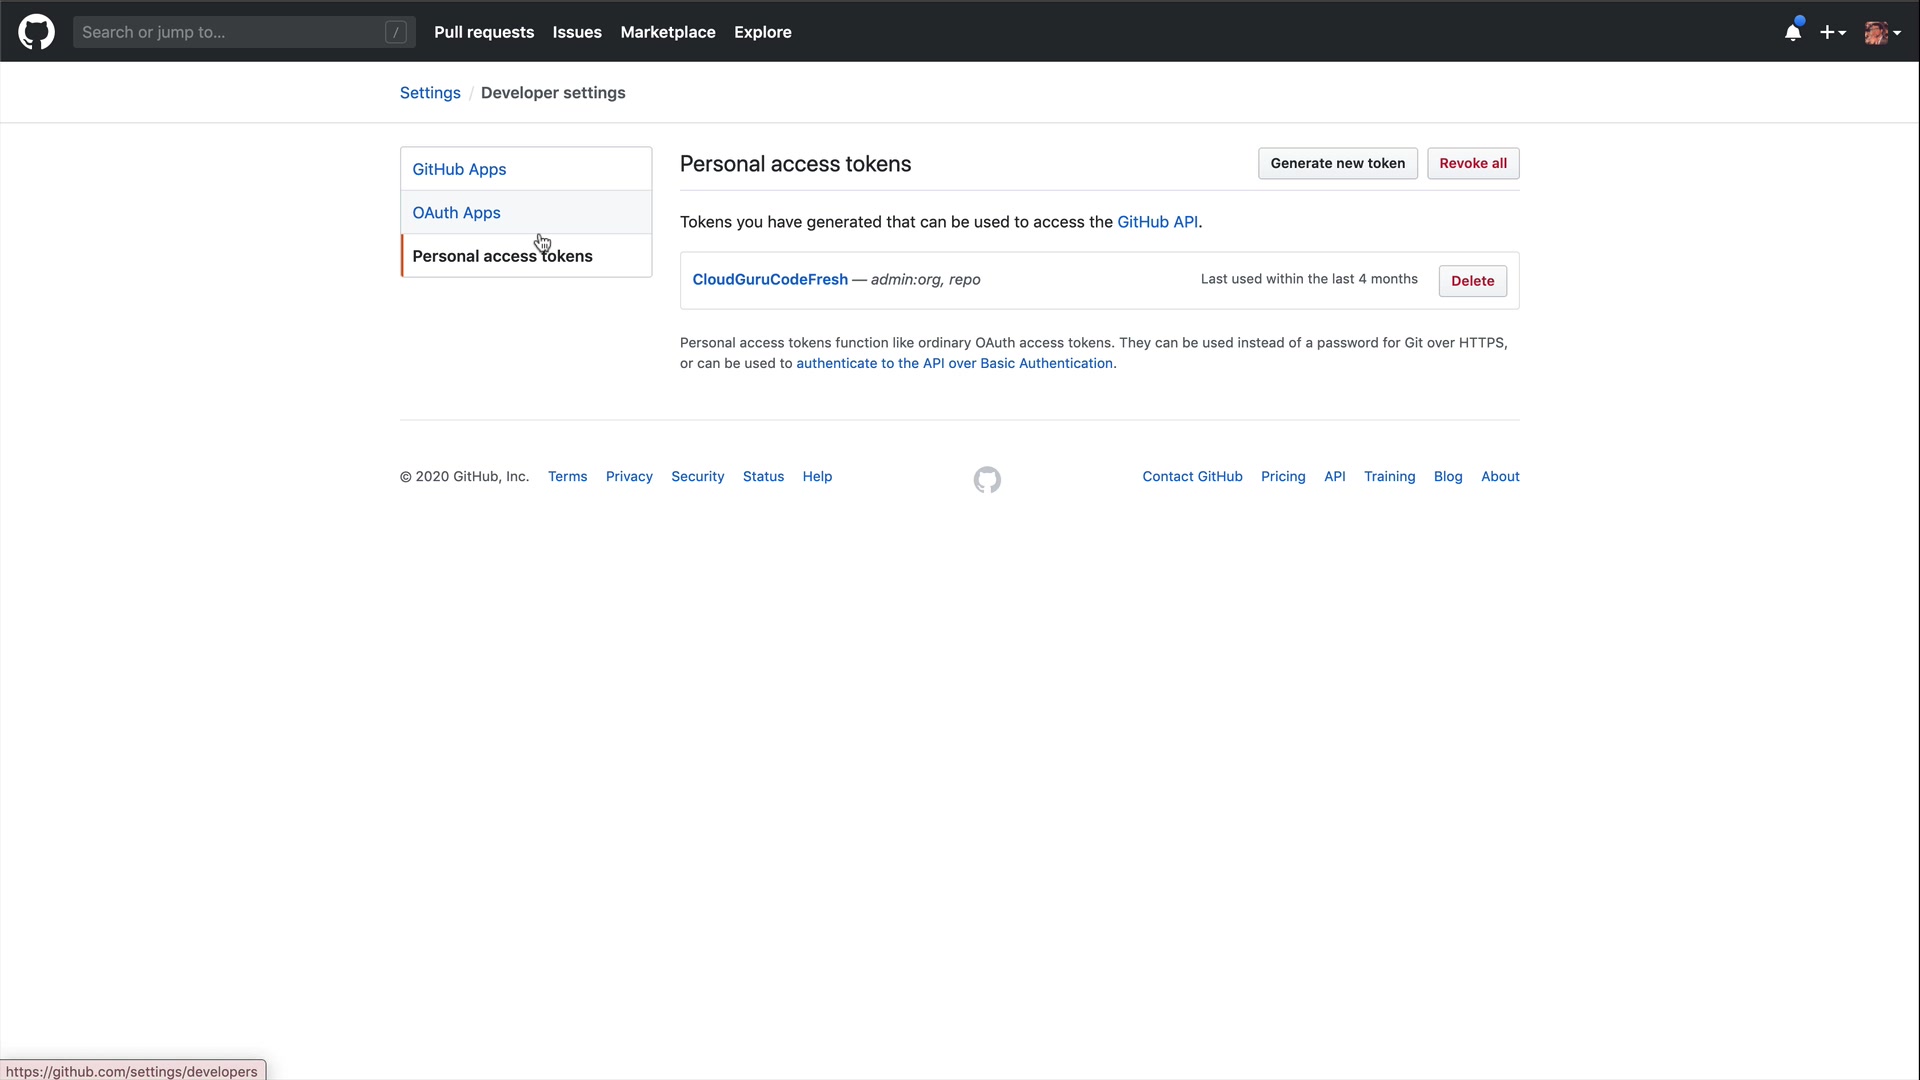 Search or jump to...
/
Pull requests
Issues
Marketplace
Explore
Settings / Developer settings
GitHub Apps
OAuth Apps
Personal access tokens
Personal access tokens
Generate new token
Revoke all
Tokens you have generated that can be used to access the GitHub API.
CloudGuruCodeFresh — admin:org, repo
Last used within the last 4 months
Delete
Personal access tokens function like ordinary OAuth access tokens. They can be used instead of a password for Git over HTTPS,
or can be used to authenticate to the API over Basic Authentication.
© 2020 GitHub, Inc.
Terms
Privacy
Security
Status
Help
Contact GitHub
Pricing
API
Training
Blog
About
https://github.com/settings/developers